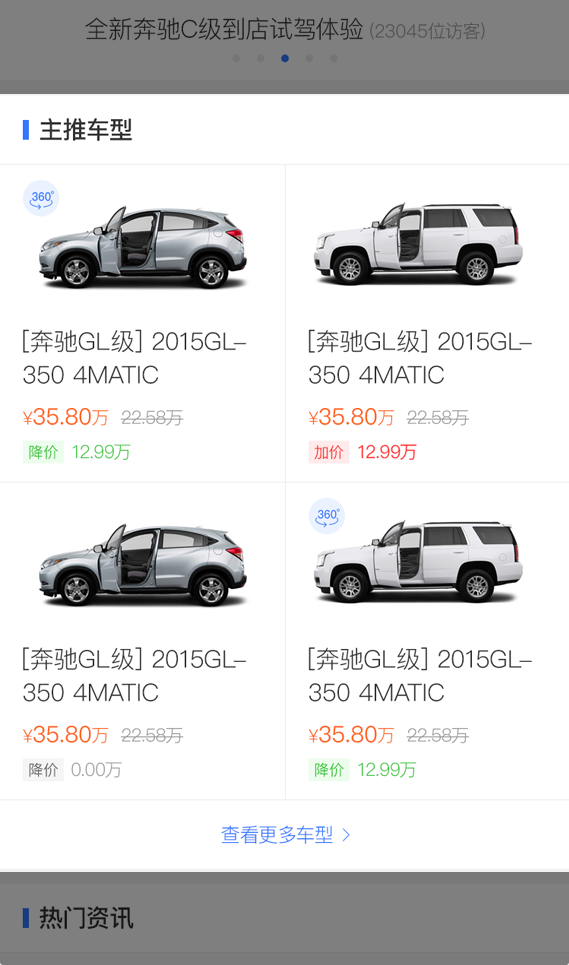 全新奔驰C级到店试驾体验 (23045位访客)
主推车型
360°
[奔驰GL级] 2015GL-
350 4MATIC
¥35.80万 22.58万
降价 12.99万
[奔驰GL级] 2015GL-
350 4MATIC
¥35.80万 22.58万
加价 12.99万
[奔驰GL级] 2015GL-
350 4MATIC
¥35.80万 22.58万
降价 0.00万
360°
[奔驰GL级] 2015GL-
350 4MATIC
¥35.80万 22.58万
降价 12.99万
查看更多车型 >
热门资讯